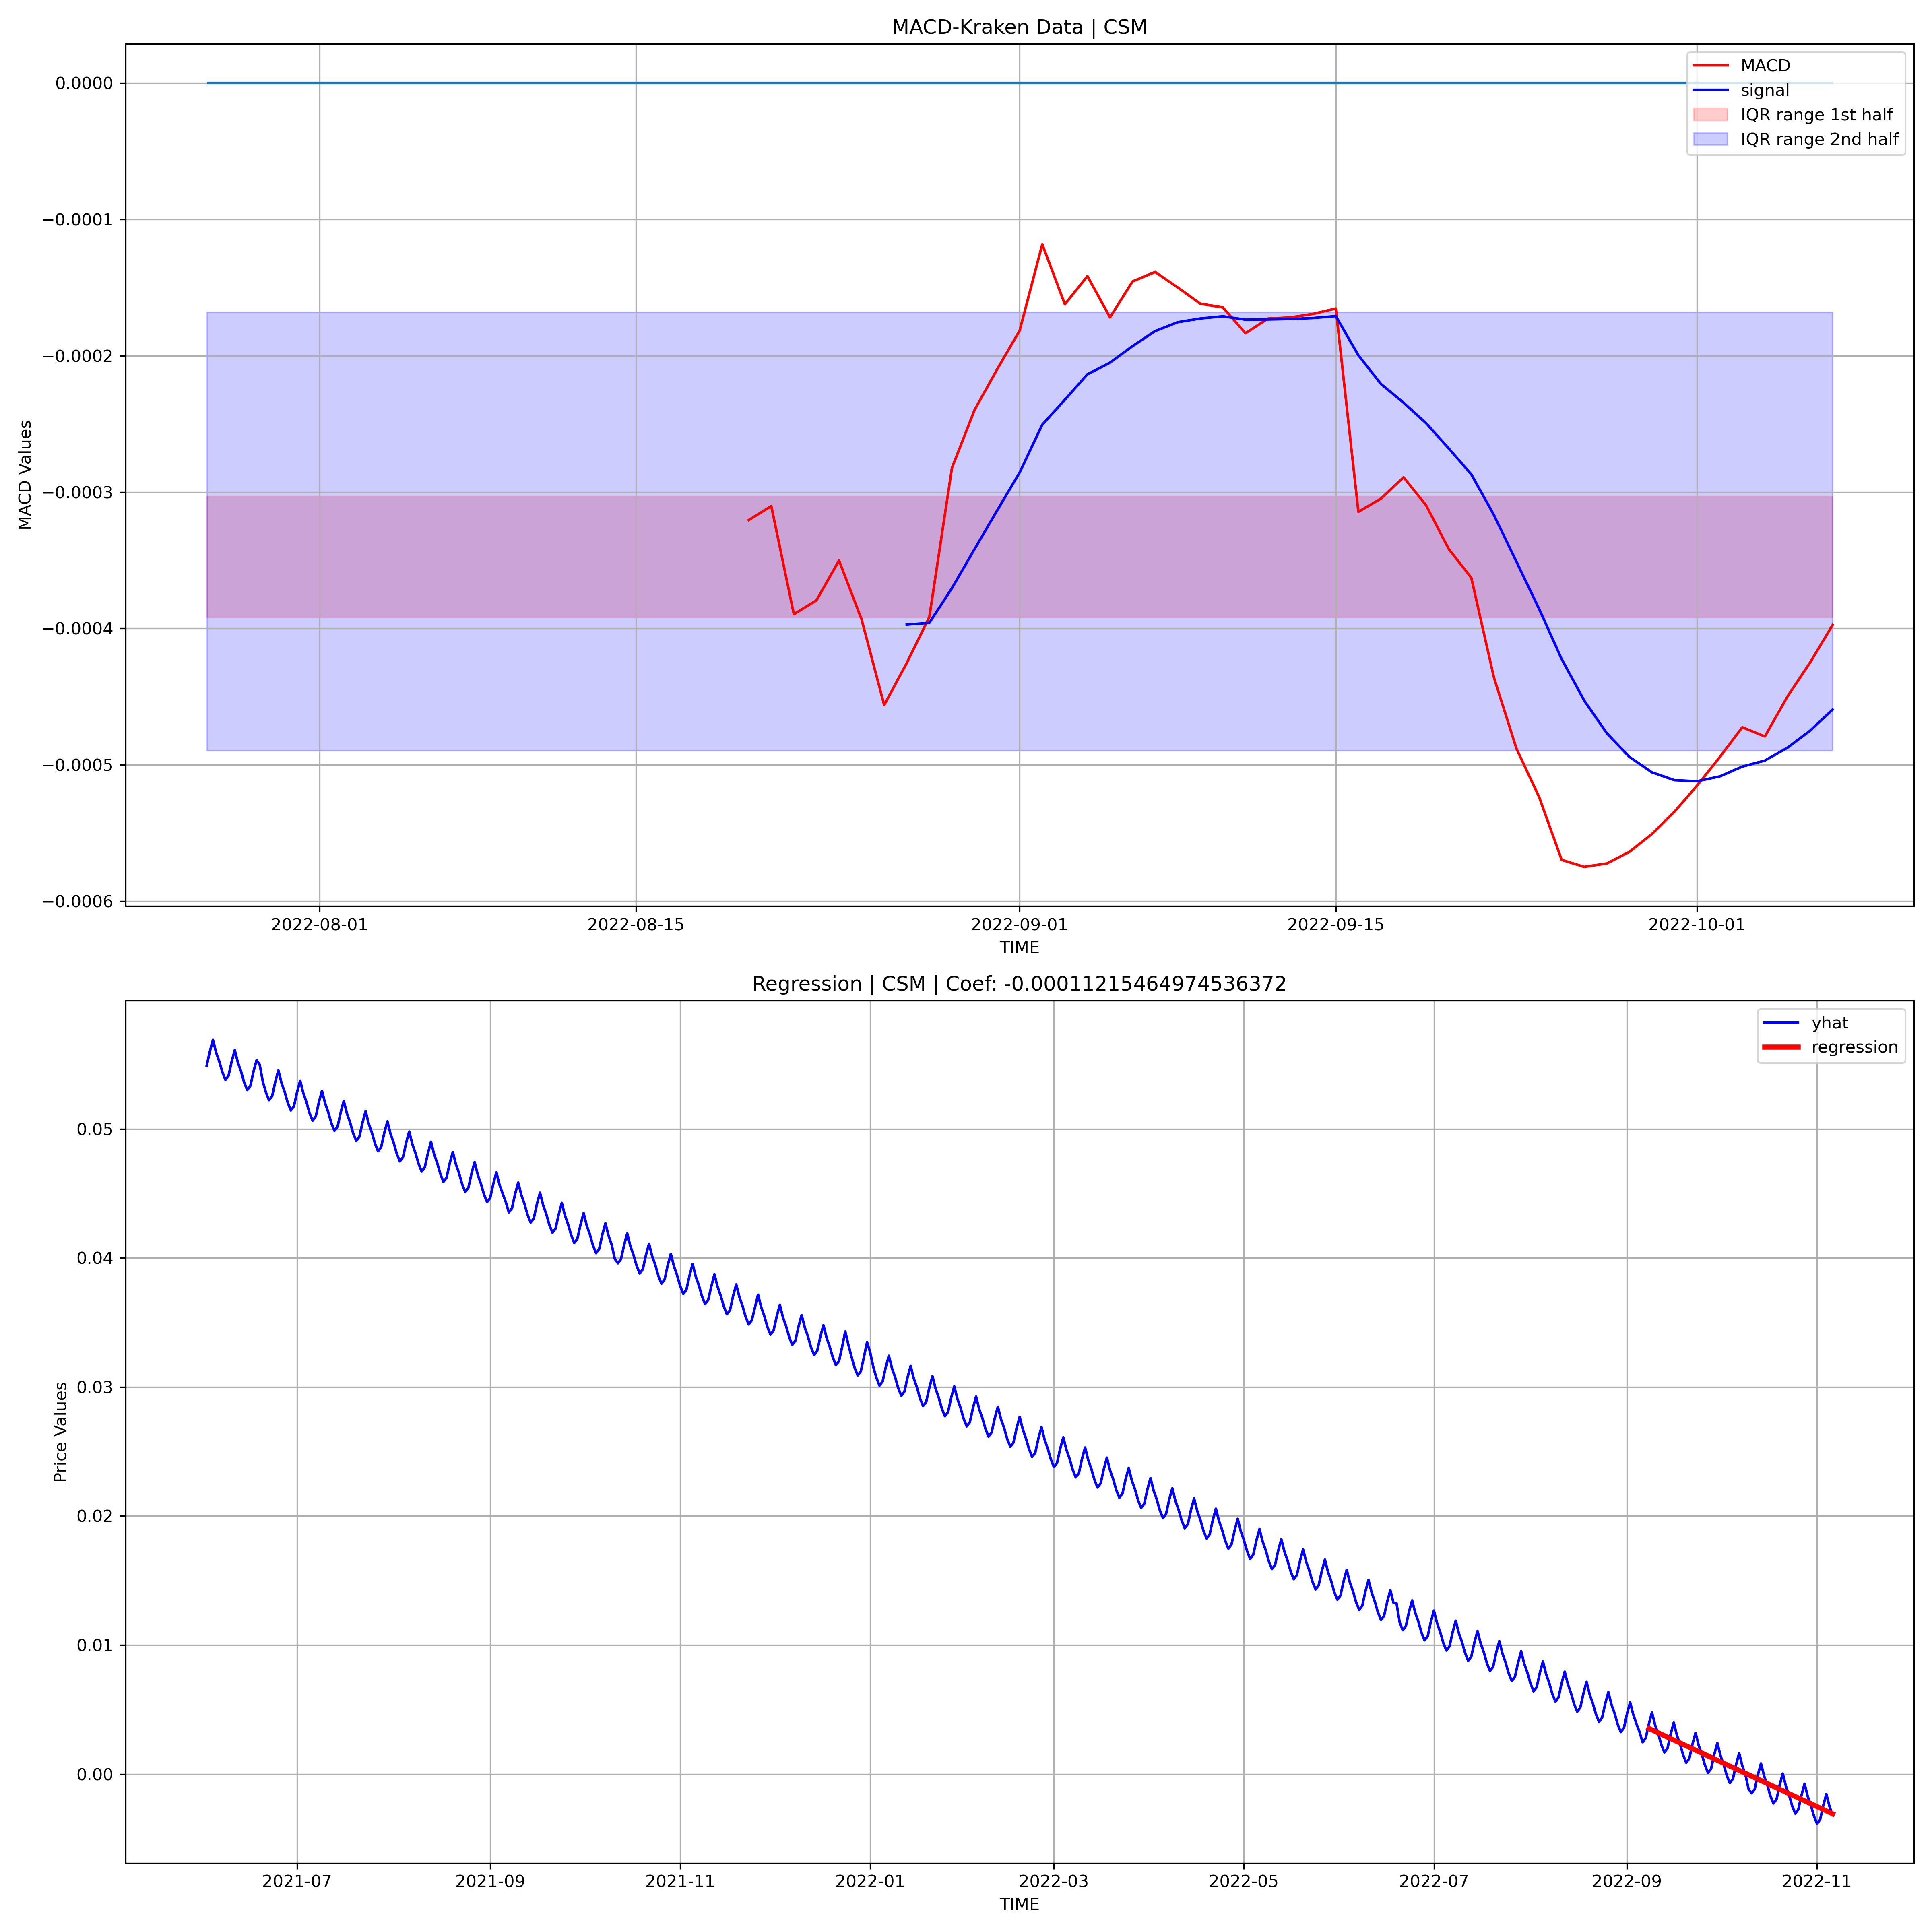 MACD-Kraken Data | CSM
MACD
signal
IQR range 1st half
IQR range 2nd half
0.0000
−0.0001
−0.0002
−0.0003
−0.0004
−0.0005
−0.0006
MACD Values
2022-08-01 2022-08-15 2022-09-01 2022-09-15 2022-10-01
TIME
Regression | CSM | Coef: -0.00011215464974536372
yhat
regression
0.05
0.04
0.03
0.02
0.01
0.00
Price Values
2021-07 2021-09 2021-11 2022-01 2022-03 2022-05 2022-07 2022-09 2022-11
TIME